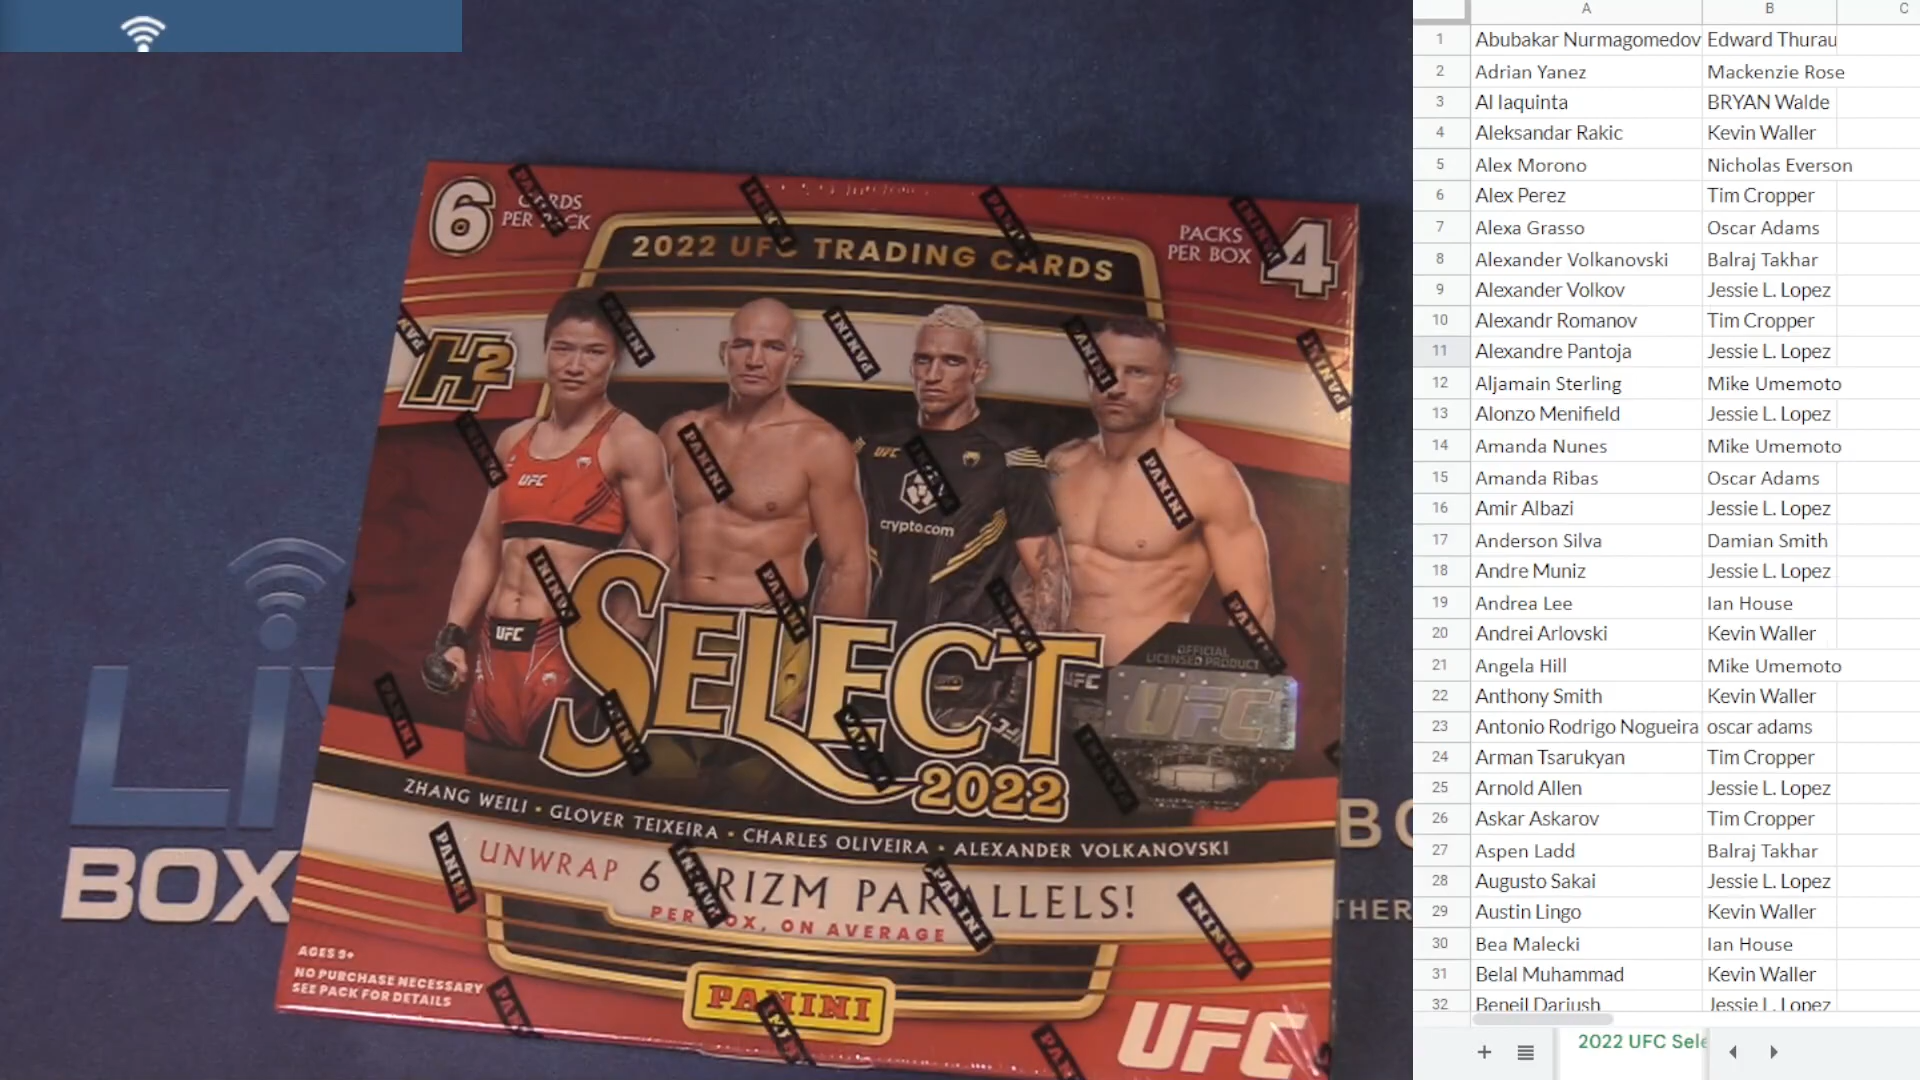 6
CARDS
PER PACK
2022 UFC TRADING CARDS
PACKS
PER BOX
4
H2
UFC
UFC
crypto.com
UFC
SELECT
2022
OFFICIAL
LICENSED PRODUCT
UFC
UFC
ZHANG WEILI • GLOVER TEIXEIRA • CHARLES OLIVEIRA • ALEXANDER VOLKANOVSKI
UNWRAP 6 PRIZM PARALLELS!
PER BOX, ON AVERAGE
AGES 9+
NO PURCHASE NECESSARY
SEE PACK FOR DETAILS
PANINI
UFC
BOX
THER
A B C
1 Abubakar Nurmagomedov Edward Thurau
2 Adrian Yanez Mackenzie Rose
3 Al Iaquinta BRYAN Walde
4 Aleksandar Rakic Kevin Waller
5 Alex Morono Nicholas Everson
6 Alex Perez Tim Cropper
7 Alexa Grasso Oscar Adams
8 Alexander Volkanovski Balraj Takhar
9 Alexander Volkov Jessie L. Lopez
10 Alexandr Romanov Tim Cropper
11 Alexandre Pantoja Jessie L. Lopez
12 Aljamain Sterling Mike Umemoto
13 Alonzo Menifield Jessie L. Lopez
14 Amanda Nunes Mike Umemoto
15 Amanda Ribas Oscar Adams
16 Amir Albazi Jessie L. Lopez
17 Anderson Silva Damian Smith
18 Andre Muniz Jessie L. Lopez
19 Andrea Lee Ian House
20 Andrei Arlovski Kevin Waller
21 Angela Hill Mike Umemoto
22 Anthony Smith Kevin Waller
23 Antonio Rodrigo Nogueira oscar adams
24 Arman Tsarukyan Tim Cropper
25 Arnold Allen Jessie L. Lopez
26 Askar Askarov Tim Cropper
27 Aspen Ladd Balraj Takhar
28 Augusto Sakai Jessie L. Lopez
29 Austin Lingo Kevin Waller
30 Bea Malecki Ian House
31 Belal Muhammad Kevin Waller
32 Beneil Dariush Jessie L. Lopez
2022 UFC Sele